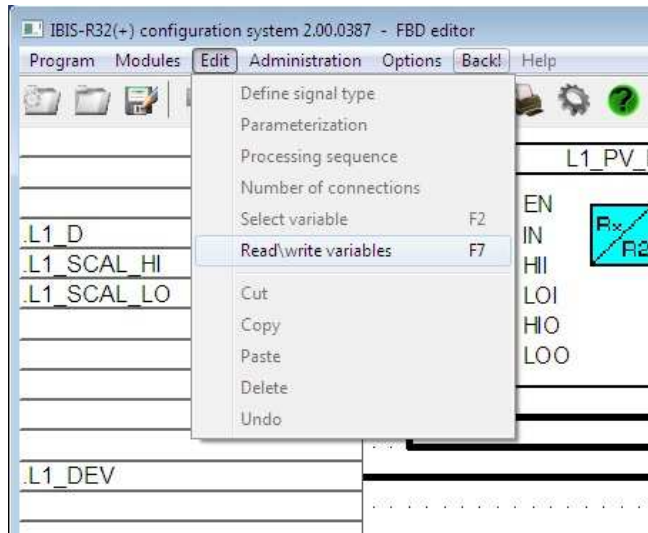 IBIS-R32(+) configuration system 2.00.0387 - FBD editor
Program Modules Edit Administration Options Back! Help
Define signal type
Parameterization
Processing sequence
Number of connections
Select variable F2
Read\write variables F7
Cut
Copy
Paste
Delete
Undo
.L1_D
.L1_SCAL_HI
.L1_SCAL_LO
.L1_DEV
L1_PV_
EN
IN
HII
LOI
HIO
LOO
Rx
R2